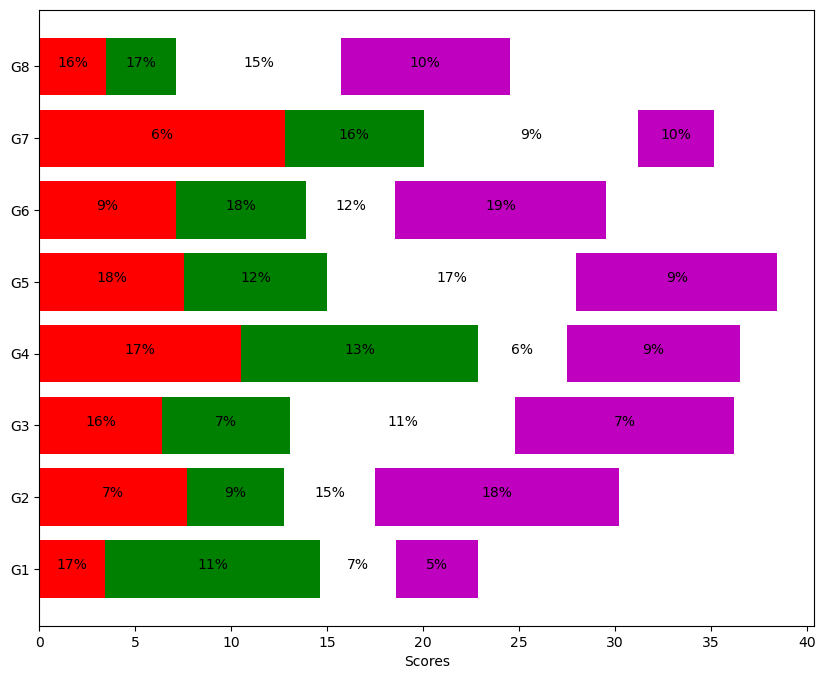 G8 16% 17% 15% 10%
G7 6% 16% 9% 10%
G6 9% 18% 12% 19%
G5 18% 12% 17% 9%
G4 17% 13% 6% 9%
G3 16% 7% 11% 7%
G2 7% 9% 15% 18%
G1 17% 11% 7% 5%
0 5 10 15 20 25 30 35 40
Scores